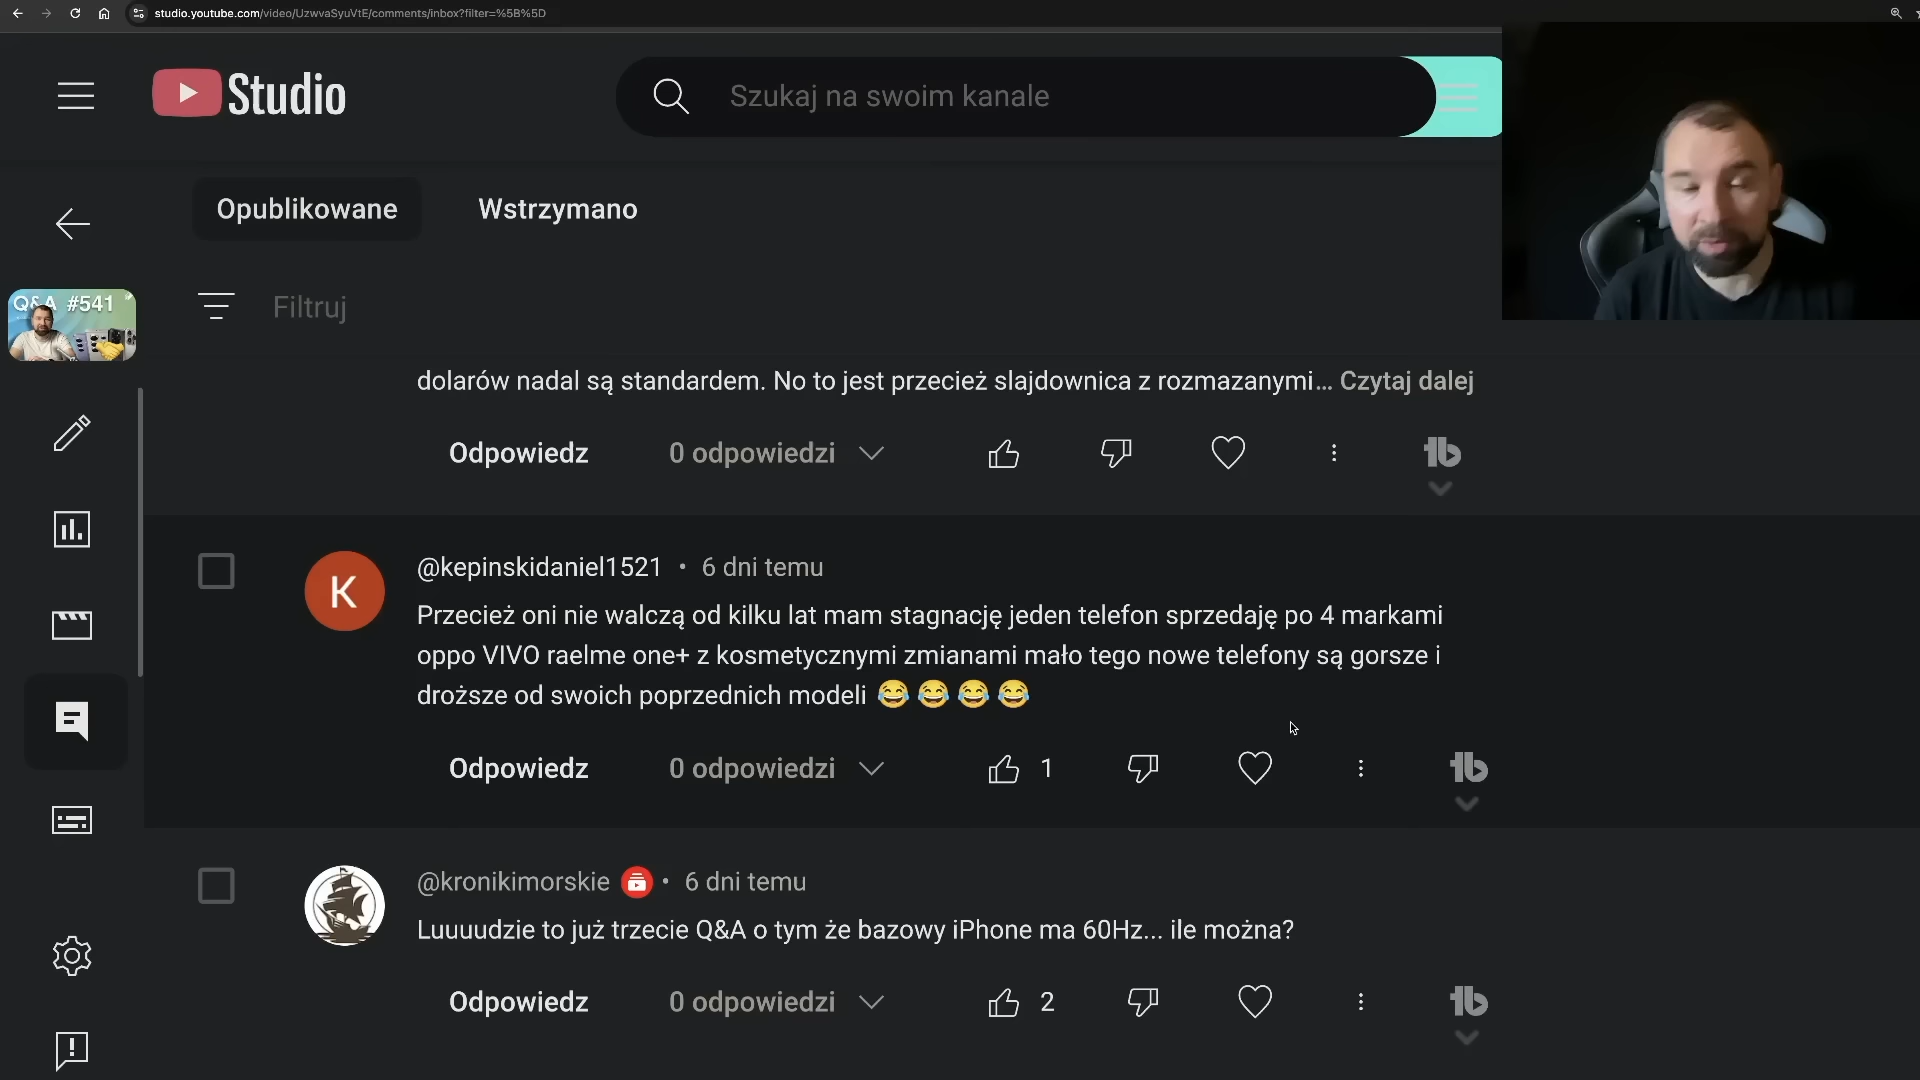 studio.youtube.com/video/UzwvaSyuVtE/comments/inbox?filter=%5B%5D
Studio
Szukaj na swoim kanale
Opublikowane
Wstrzymano
Q&A #541
Filtruj
dolarów nadal są standardem. No to jest przecież slajdownica z rozmazanymi... Czytaj dalej
Odpowiedz
0 odpowiedzi
@kepinskidaniel1521 • 6 dni temu
K
Przecież oni nie walczą od kilku lat mam stagnację jeden telefon sprzedaję po 4 markami
oppo VIVO raelme one+ z kosmetycznymi zmianami mało tego nowe telefony są gorsze i
droższe od swoich poprzednich modeli 😂 😂 😂 😂
Odpowiedz
0 odpowiedzi
1
@kronikimorskie • 6 dni temu
Luuuudzie to już trzecie Q&A o tym że bazowy iPhone ma 60Hz... ile można?
Odpowiedz
0 odpowiedzi
2